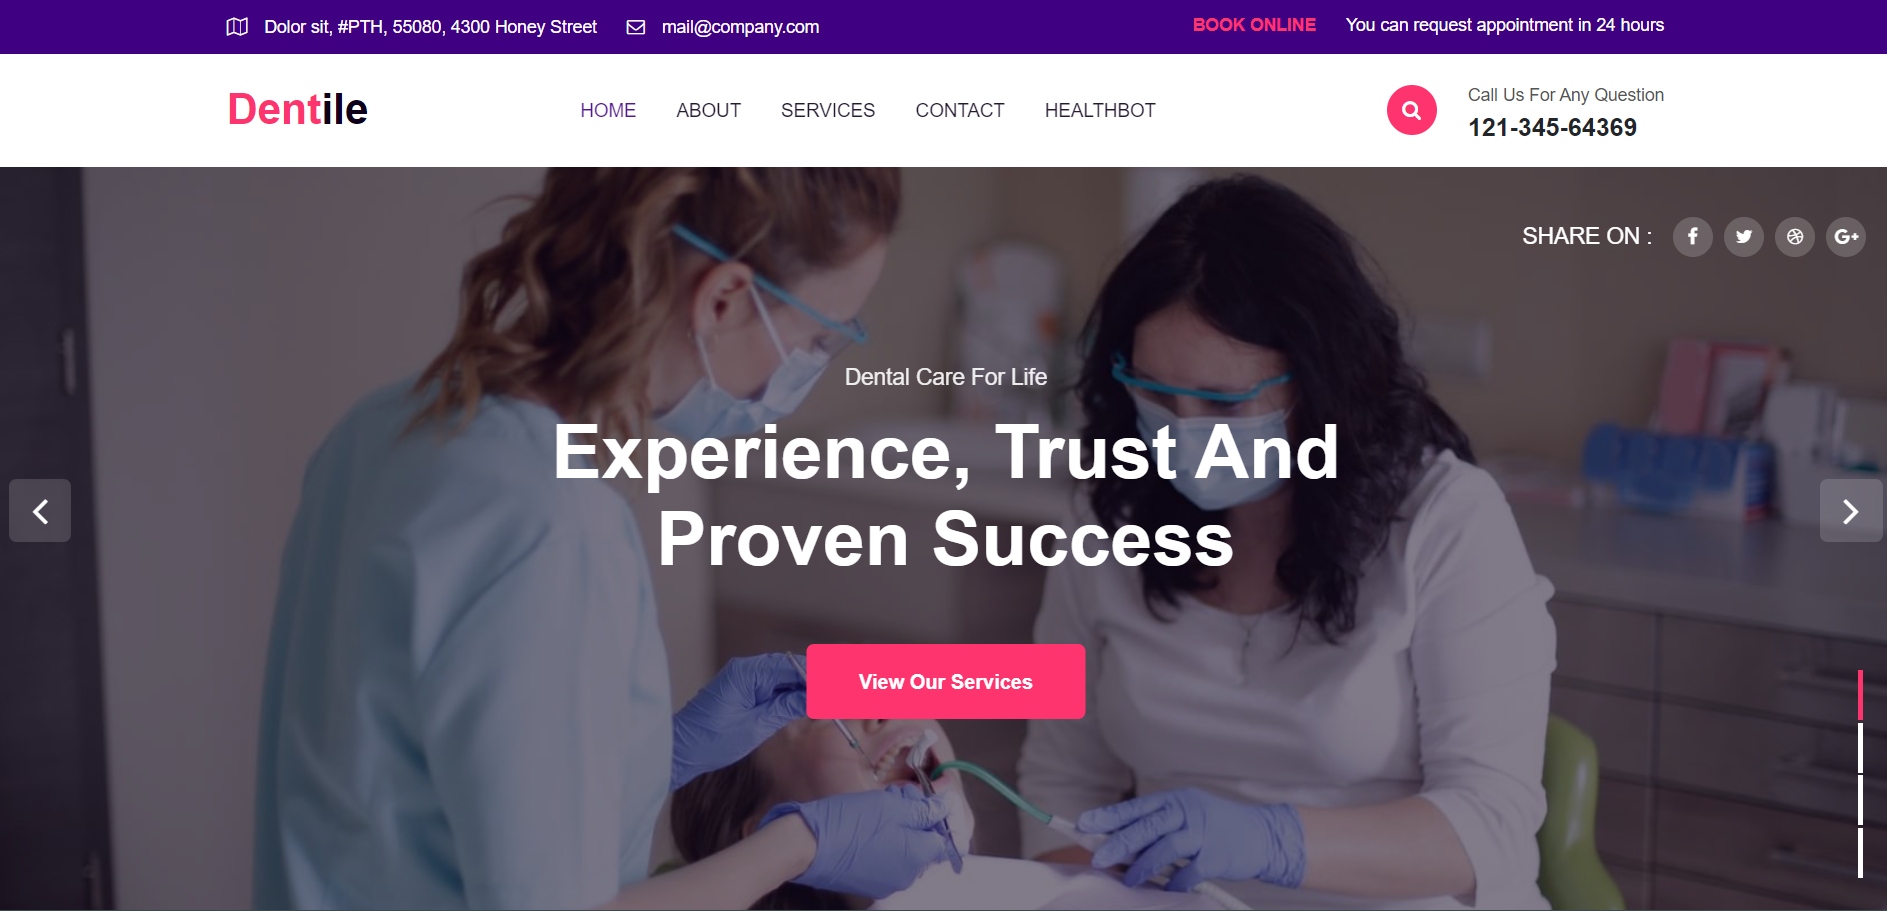 Dolor sit, #PTH, 55080, 4300 Honey Street
mail@company.com
BOOK ONLINE
You can request appointment in 24 hours
Dentile
HOME
ABOUT
SERVICES
CONTACT
HEALTHBOT
Call Us For Any Question
121-345-64369
SHARE ON :
Dental Care For Life
Experience, Trust And
Proven Success
View Our Services